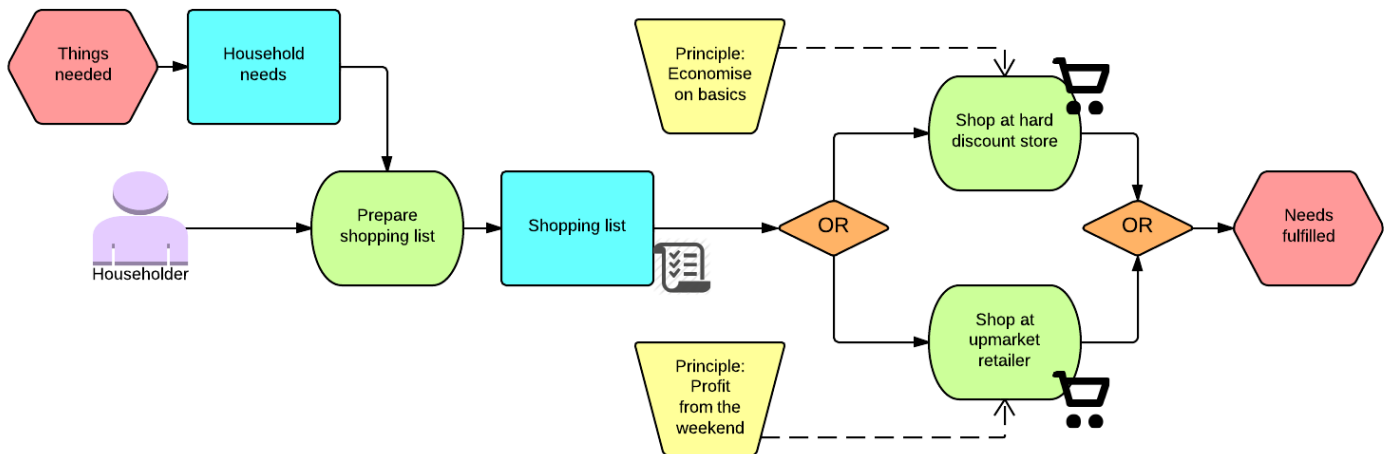 Things
needed
Household
needs
Principle:
Economise
on basics
Shop at hard
discount store
Householder
Prepare
shopping list
Shopping list
OR
OR
Needs
fulfilled
Shop at
upmarket
retailer
Principle:
Profit
from the
weekend